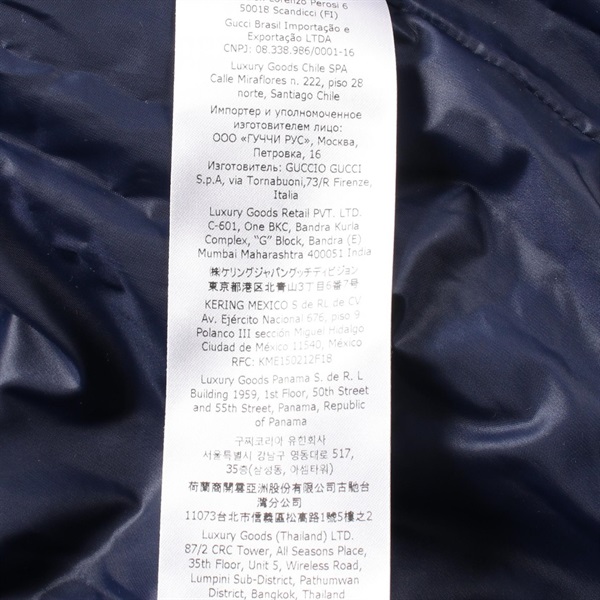 Lorenzo Perosi 6
50018 Scandicci (FI)
Gucci Brasil Importação e
Exportação LTDA
CNPJ: 08.338.986/0001-16
Luxury Goods Chile SPA
Calle Miraflores n. 222, piso 28
norte, Santiago Chile
Импортер и уполномоченное
изготовителем лицо:
ООО «ГУЧЧИ РУС», Москва,
Петровка, 16
Изготовитель: GUCCIO GUCCI
S.p.A, via Tornabuoni,73/R Firenze,
Italia
Luxury Goods Retail PVT. LTD.
C-601, One BKC, Bandra Kurla
Complex, "G" Block, Bandra (E)
Mumbai Maharashtra 400051 India
㈱ケリングジャパングッチディビジョン
東京都港区北青山3丁目6番7号
KERING MEXICO S de RL de CV
Av. Ejército Nacional 676, piso 9
Polanco III sección Miguel Hidalgo
Ciudad de México 11540, México
RFC: KME150212F18
Luxury Goods Panama S. de R. L
Building 1959, 1st Floor, 50th Street
and 55th Street, Panama, Republic
of Panama
구찌코리아 유한회사
서울특별시 강남구 영동대로 517,
35층(삼성동, 아셈타워)
荷蘭商開雲亞洲股份有限公司古馳台
灣分公司
11073台北市信義區松高路1號5樓之2
Luxury Goods (Thailand) LTD.
87/2 CRC Tower, All Seasons Place,
35th Floor, Unit 5, Wireless Road,
Lumpini Sub-District, Pathumwan
District, Bangkok, Thailand